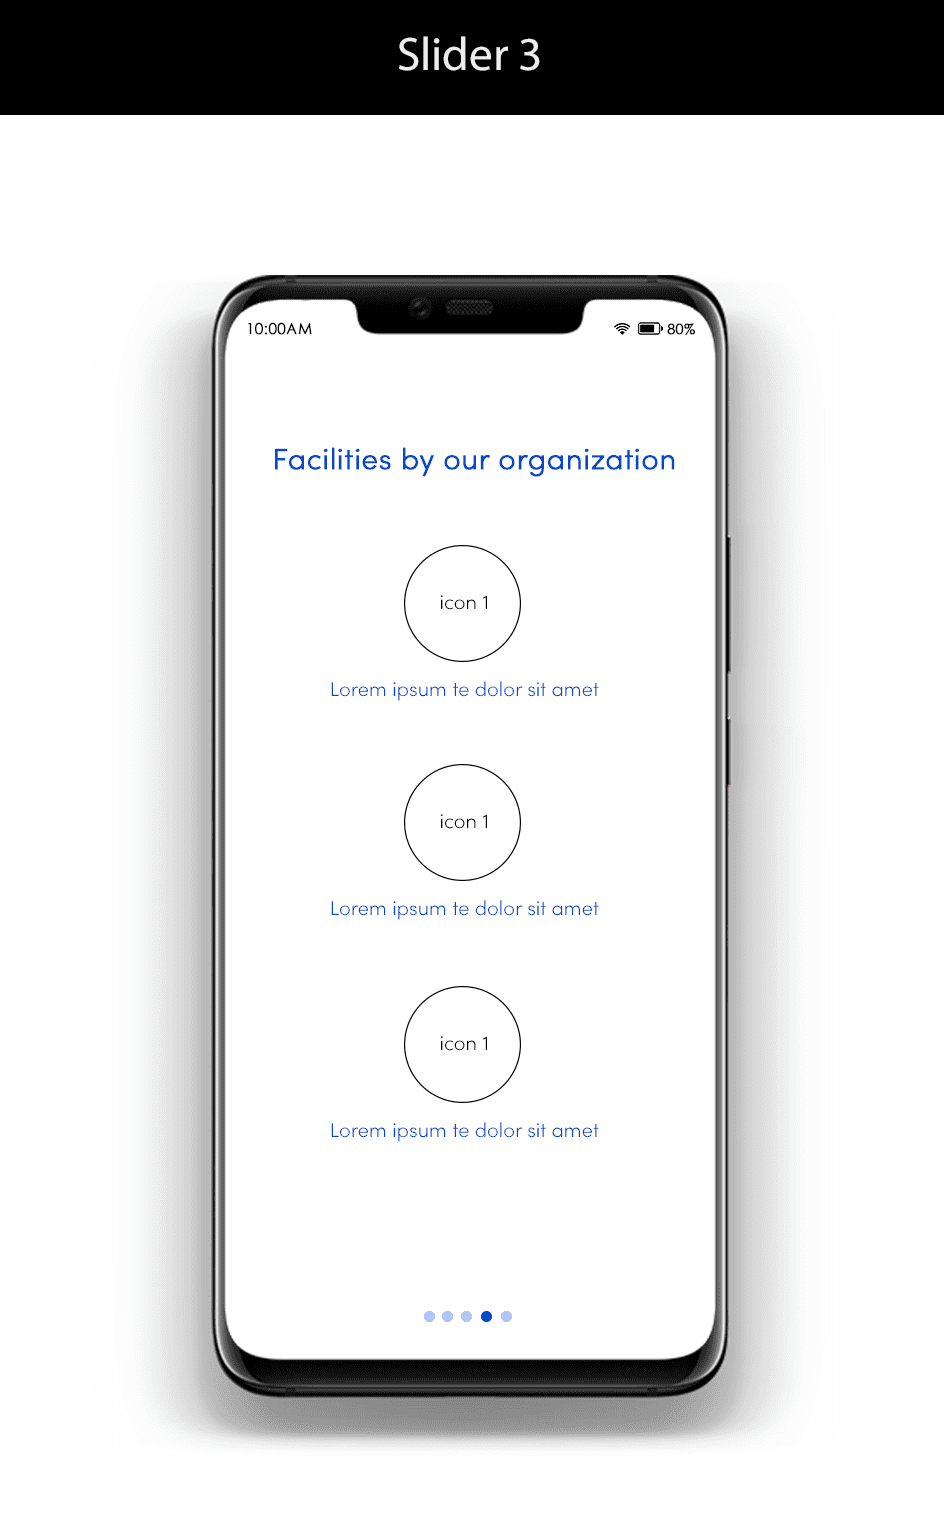 Slider 3
10:00AM 80%
Facilities by our organization
icon 1
Lorem ipsum te dolor sit amet
icon 1
Lorem ipsum te dolor sit amet
icon 1
Lorem ipsum te dolor sit amet